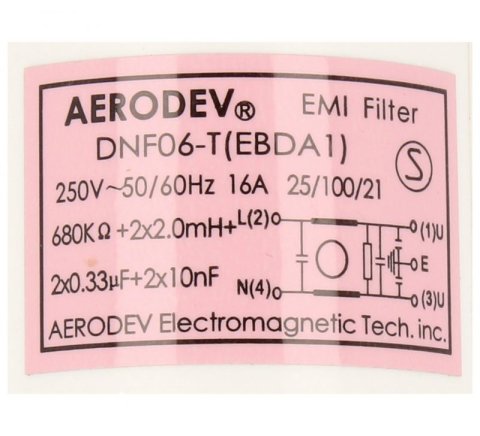 AERODEV® EMI Filter
DNF06-T(EBDA1)
S
250V~50/60Hz 16A 25/100/21
680KΩ+2x2.0mH+
L(2) (1)U
E
2x0.33µF+2x10nF
N(4) (3)U
AERODEV Electromagnetic Tech. inc.